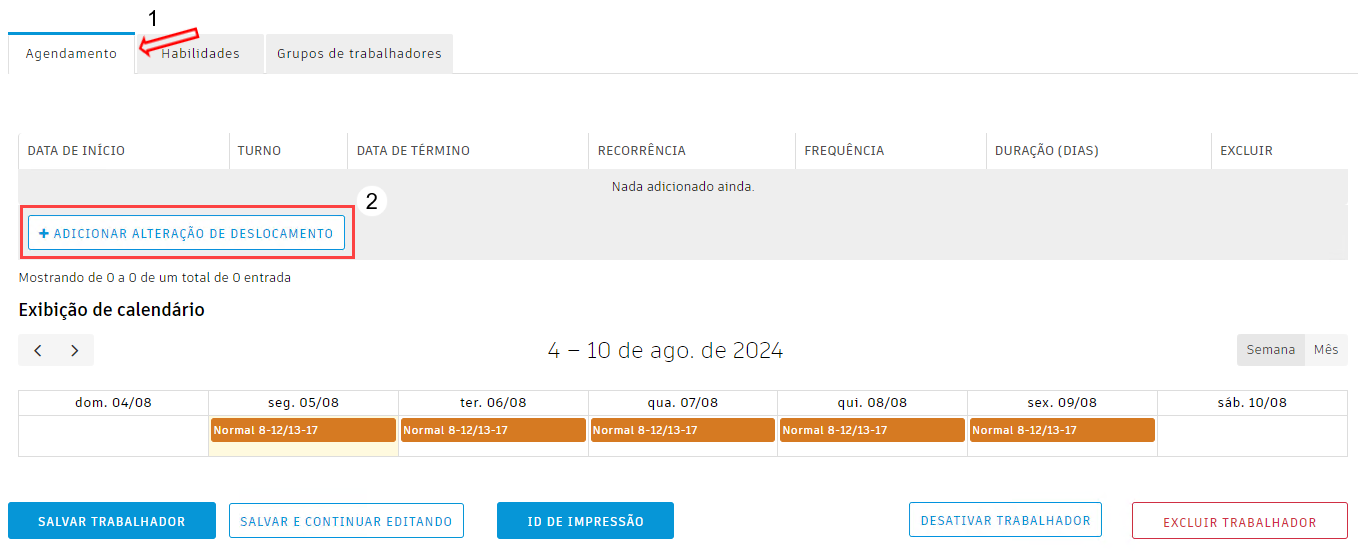 1
Agendamento Habilidades Grupos de trabalhadores
DATA DE INÍCIO TURNO DATA DE TÉRMINO RECORRÊNCIA FREQUÊNCIA DURAÇÃO (DIAS) EXCLUIR
Nada adicionado ainda.
2
+ ADICIONAR ALTERAÇÃO DE DESLOCAMENTO
Mostrando de 0 a 0 de um total de 0 entrada
Exibição de calendário
4 – 10 de ago. de 2024 Semana Mês
dom. 04/08 seg. 05/08 ter. 06/08 qua. 07/08 qui. 08/08 sex. 09/08 sáb. 10/08
Normal 8-12/13-17 Normal 8-12/13-17 Normal 8-12/13-17 Normal 8-12/13-17 Normal 8-12/13-17
SALVAR TRABALHADOR SALVAR E CONTINUAR EDITANDO ID DE IMPRESSÃO DESATIVAR TRABALHADOR EXCLUIR TRABALHADOR